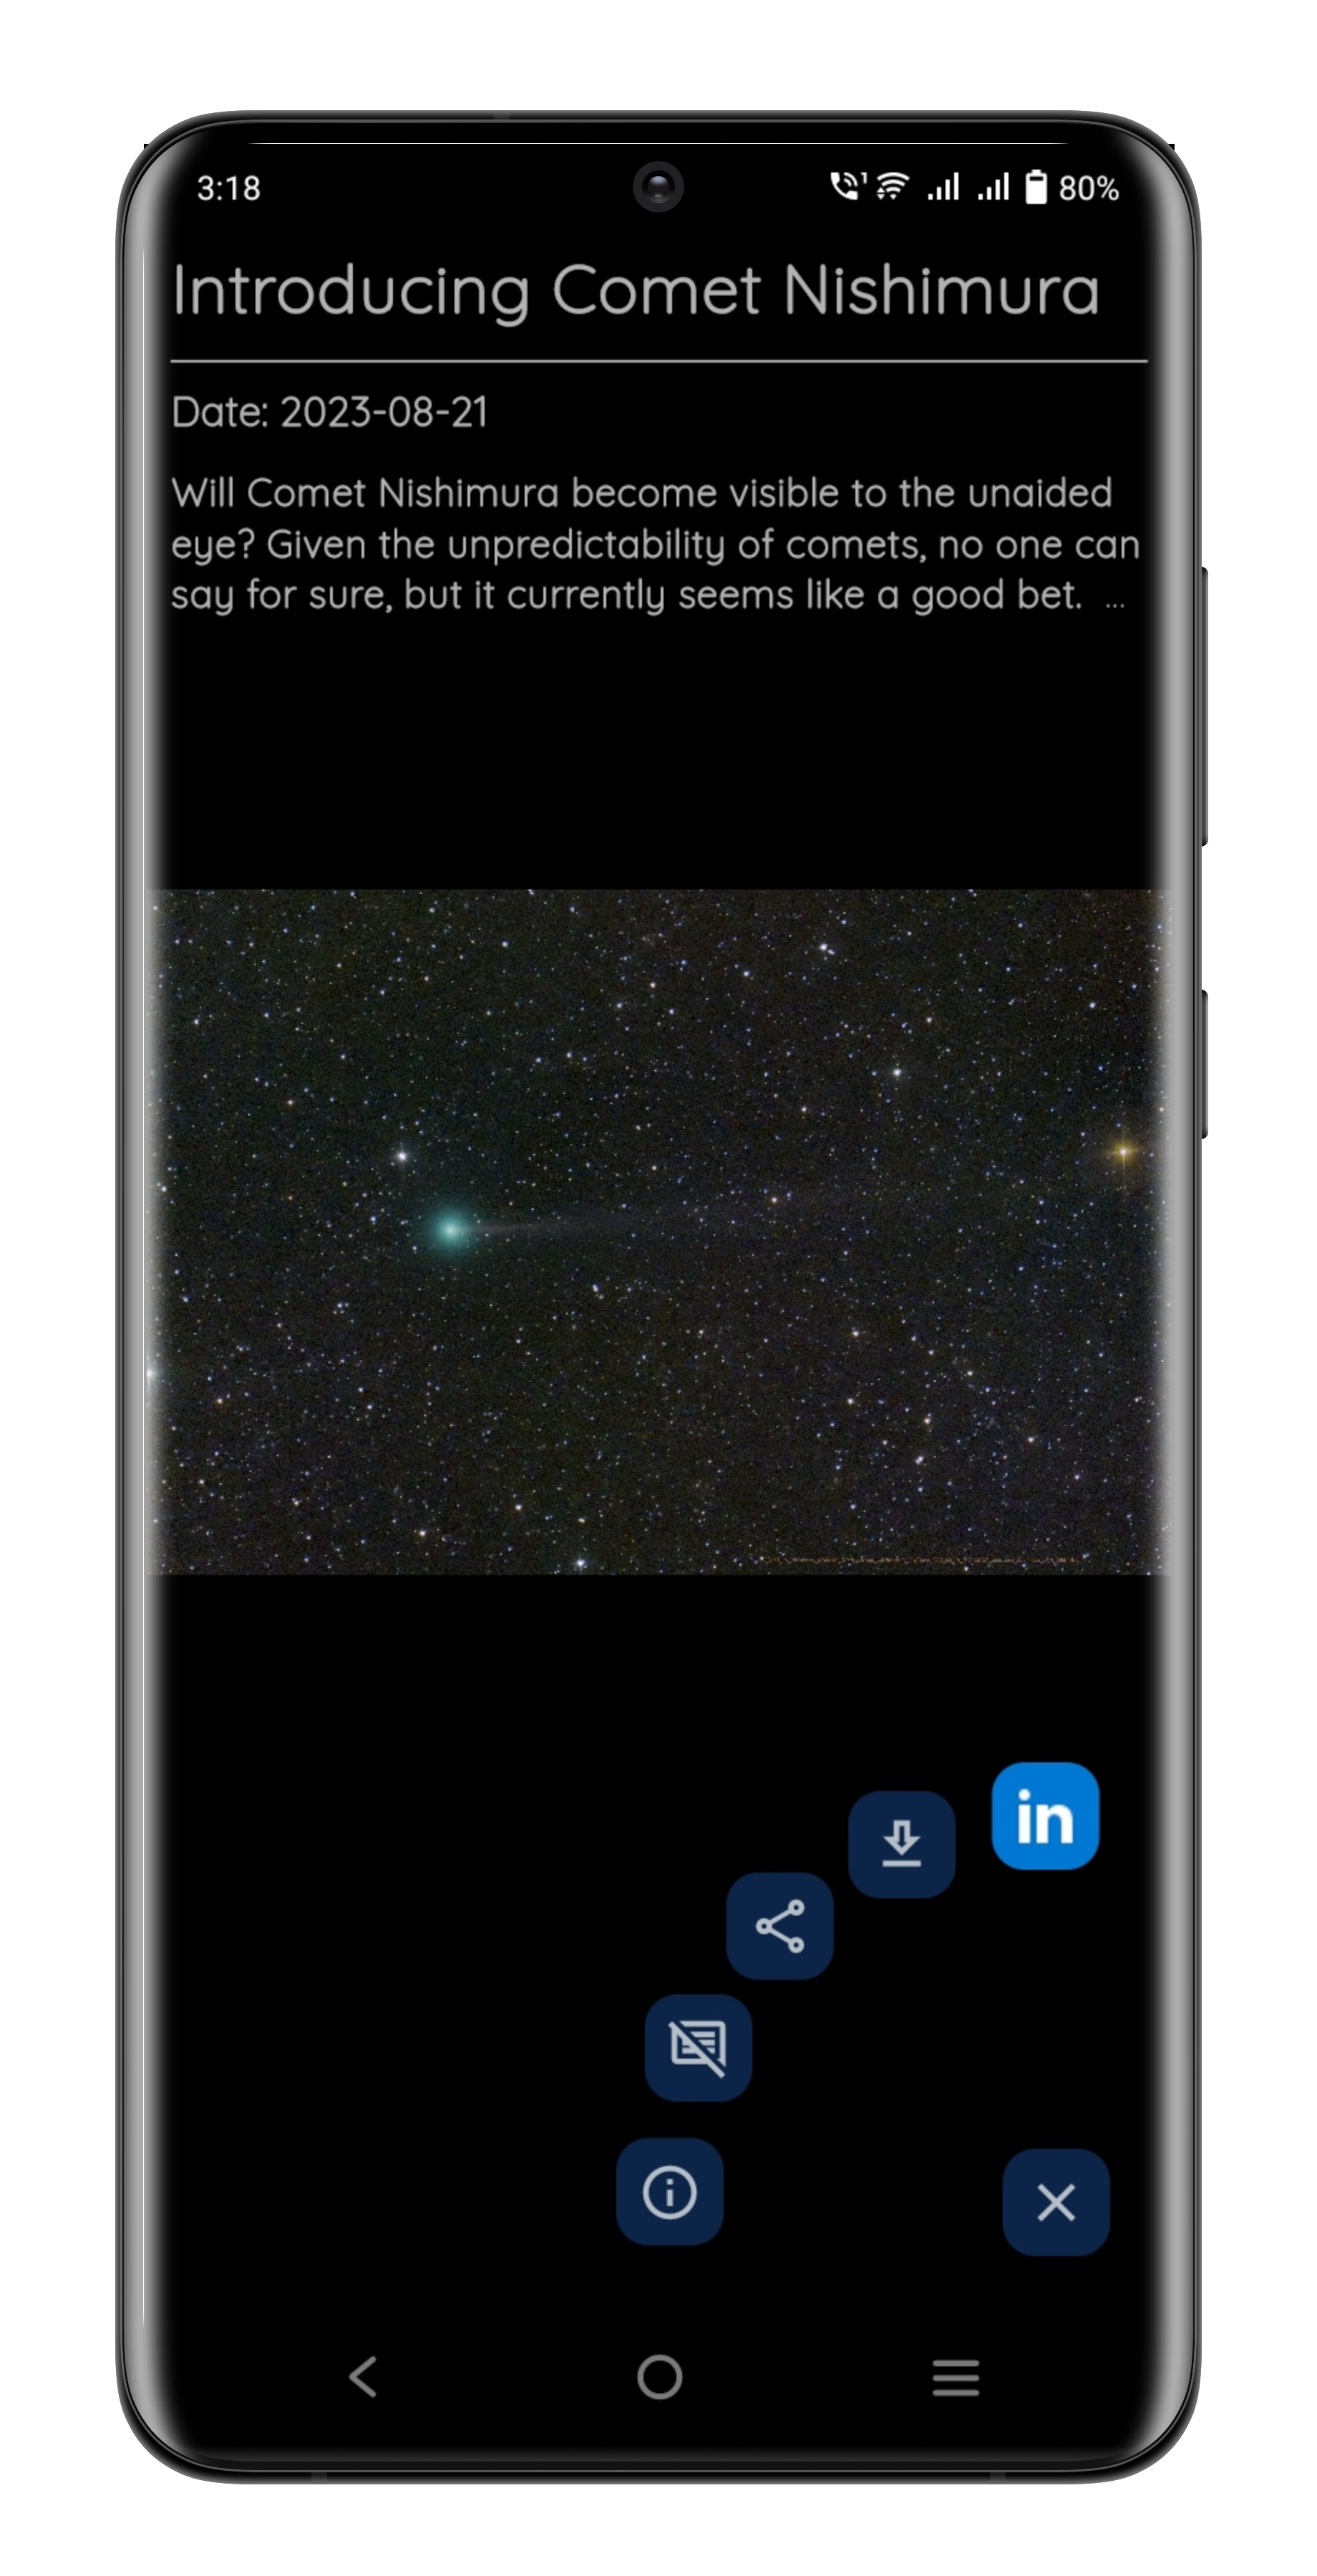 3:18
80%
Introducing Comet Nishimura
Date: 2023-08-21
Will Comet Nishimura become visible to the unaided
eye? Given the unpredictability of comets, no one can
say for sure, but it currently seems like a good bet. ...
in